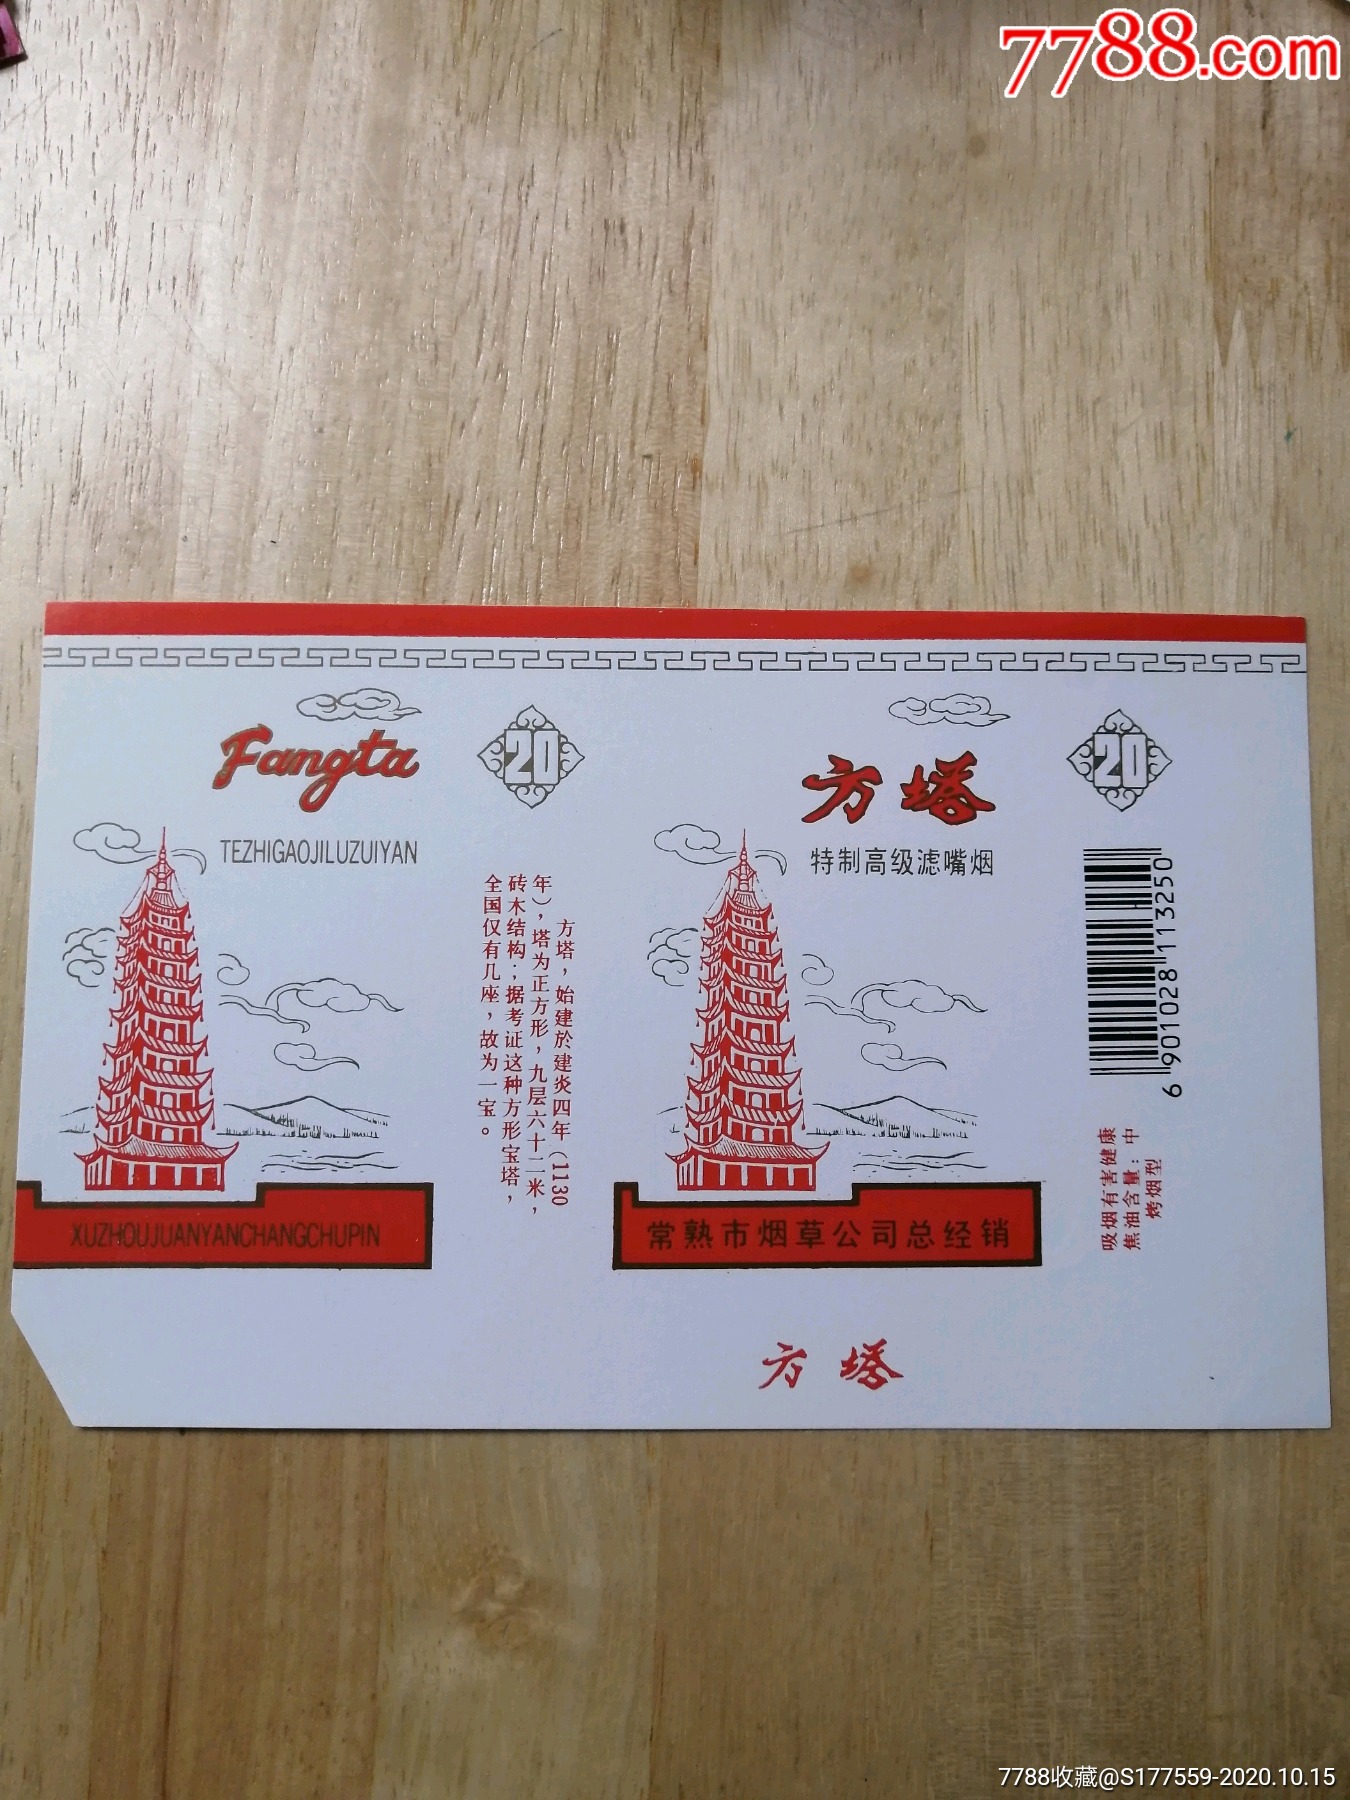 7788.com
Fangta
20
TEZHIGAOJILUZUIYAN
XUZHOUJUANYANCHANGCHUPIN
方塔，始建於建炎四年（1130
年），塔为正方形，九层六十二米，
砖木结构；据考证这种方形宝塔，
全国仅有几座，故为一宝。
方塔
20
特制高级滤嘴烟
常熟市烟草公司总经销
6 901028 113250
吸烟有害健康
焦油含量：中
烤烟型
方塔
7788收藏@S177559-2020.10.15